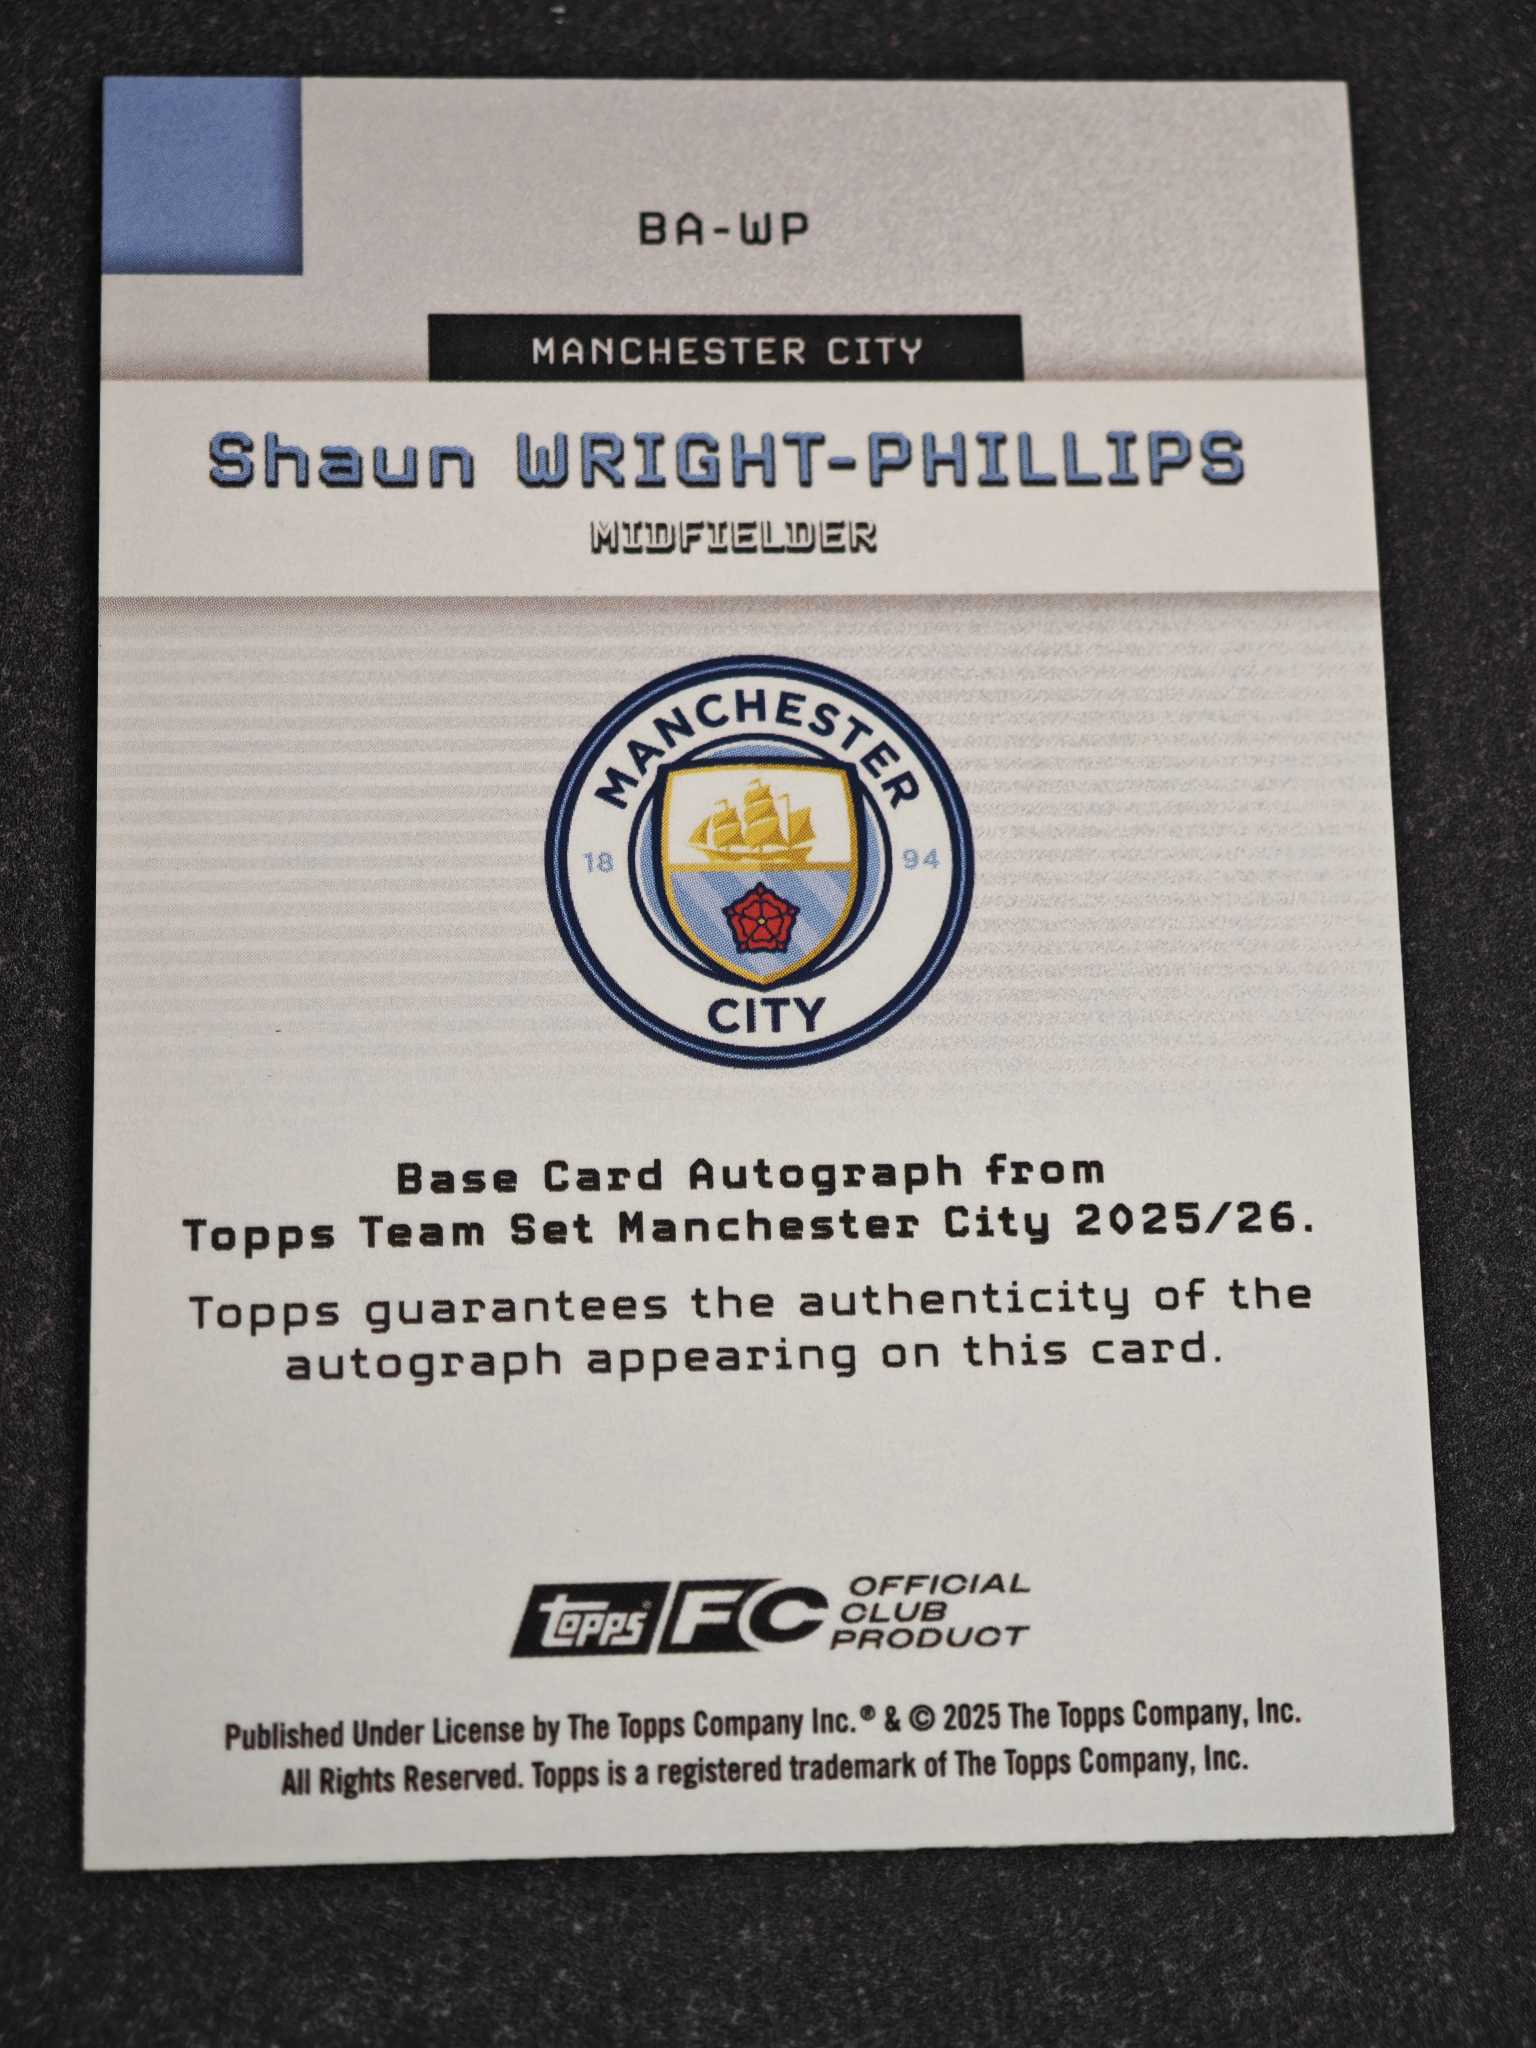 BA-WP
MANCHESTER CITY
Shaun WRIGHT-PHILLIPS
MIDFIELDER
MANCHESTER
18 94
CITY
Base Card Autograph from
Topps Team Set Manchester City 2025/26.
Topps guarantees the authenticity of the
autograph appearing on this card.
topps® FC OFFICIAL
CLUB
PRODUCT
Published Under License by The Topps Company Inc.® & © 2025 The Topps Company, Inc.
All Rights Reserved. Topps is a registered trademark of The Topps Company, Inc.